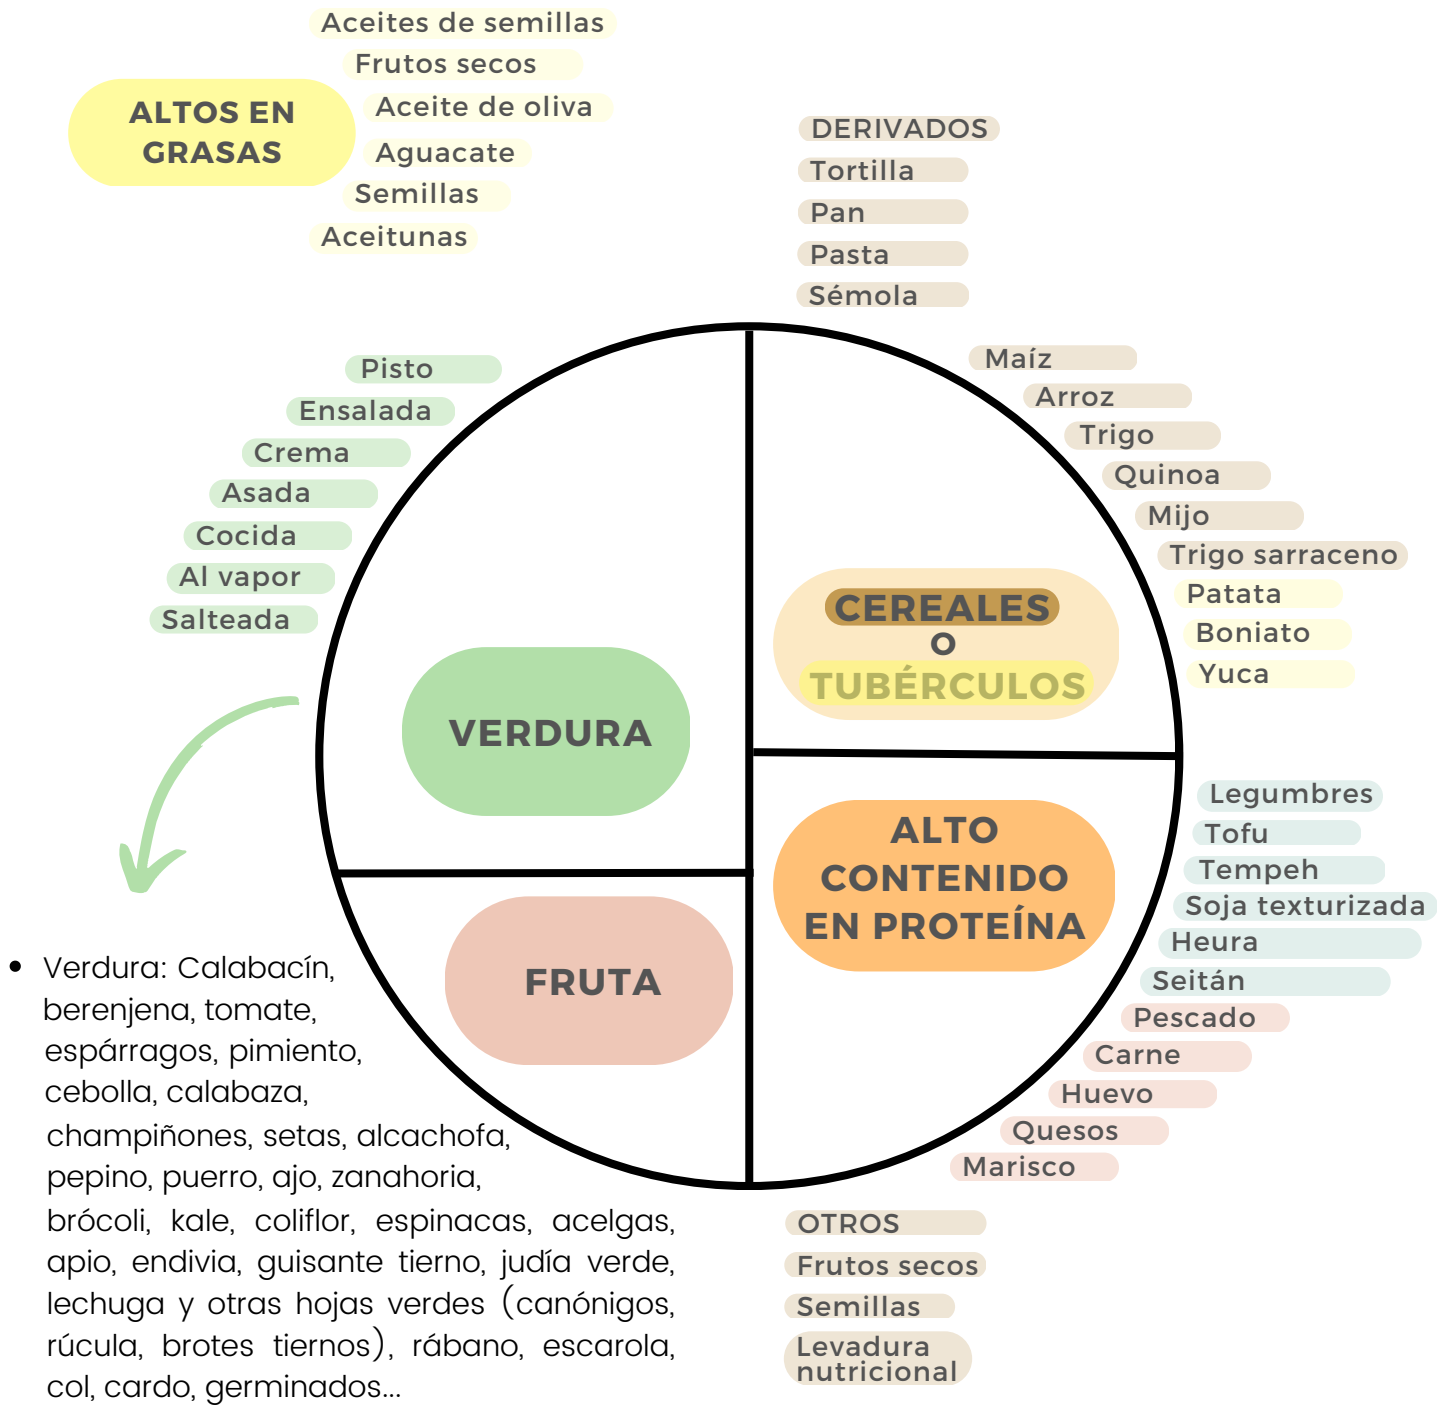 Aceites de semillas
Frutos secos
Aceite de oliva
Aguacate
Semillas
Aceitunas
ALTOS EN
GRASAS
DERIVADOS
Tortilla
Pan
Pasta
Sémola
Pisto
Ensalada
Crema
Asada
Cocida
Al vapor
Salteada
Maíz
Arroz
Trigo
Quinoa
Mijo
Trigo sarraceno
Patata
Boniato
Yuca
VERDURA
CEREALES
O
TUBÉRCULOS
FRUTA
ALTO
CONTENIDO
EN PROTEÍNA
Legumbres
Tofu
Tempeh
Soja texturizada
Heura
Seitán
Pescado
Carne
Huevo
Quesos
Marisco
OTROS
Frutos secos
Semillas
Levadura
nutricional
• Verdura: Calabacín,
berenjena, tomate,
espárragos, pimiento,
cebolla, calabaza,
champiñones, setas, alcachofa,
pepino, puerro, ajo, zanahoria,
brócoli, kale, coliflor, espinacas, acelgas,
apio, endivia, guisante tierno, judía verde,
lechuga y otras hojas verdes (canónigos,
rúcula, brotes tiernos), rábano, escarola,
col, cardo, germinados...